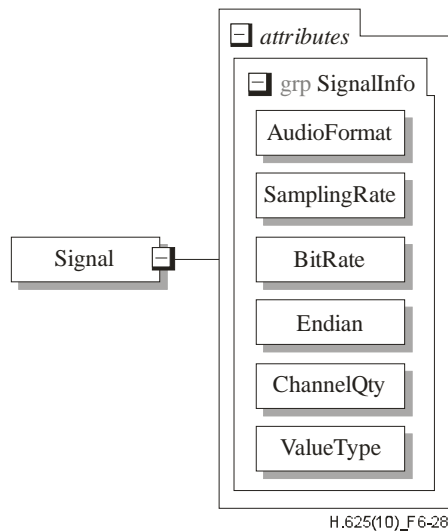 attributes
grp SignalInfo
AudioFormat
SamplingRate
Signal
BitRate
Endian
ChannelQty
ValueType
H.625(10)_F6-28